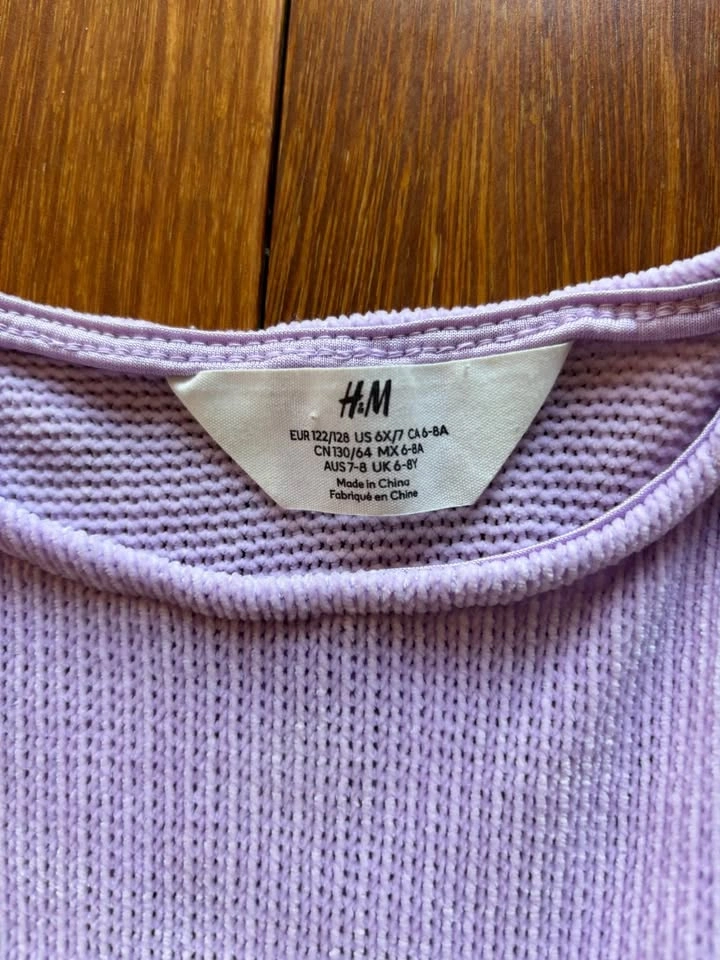 H&M
EUR 122/128 US 6X/7 CA 6-8A
CN 130/64 MX 6-8A
AUS 7-8 UK 6-8Y
Made in China
Fabriqué en Chine